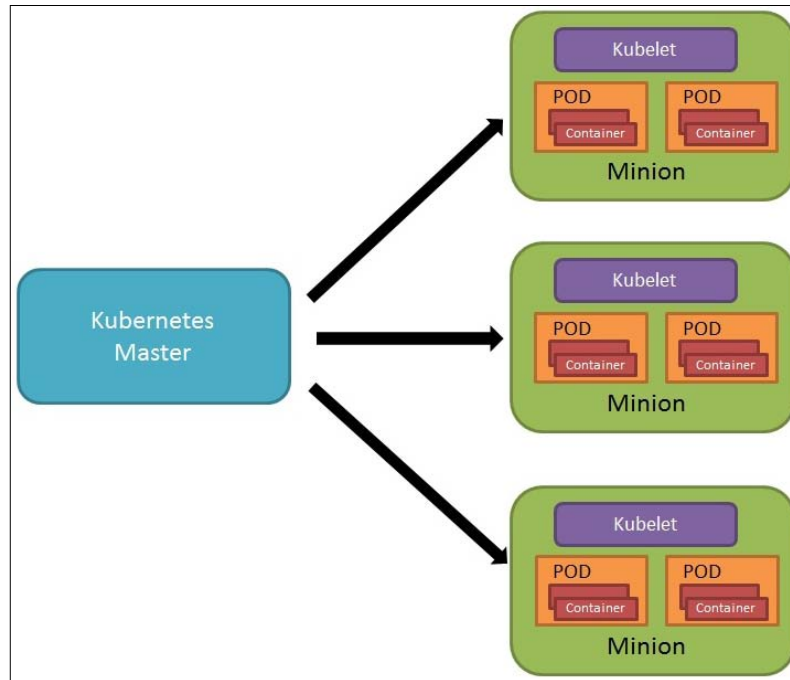 Kubernetes
Master
Kubelet
POD POD
Container Container
Minion
Kubelet
POD POD
Container Container
Minion
Kubelet
POD POD
Container Container
Minion